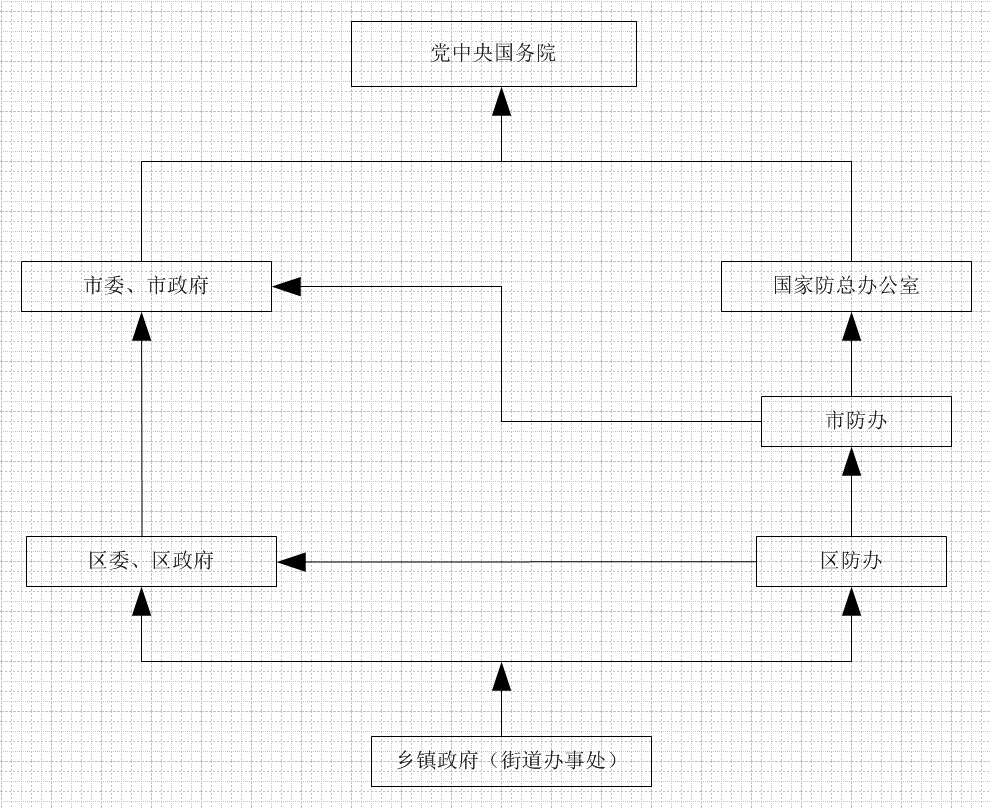 党中央国务院
市委、市政府
国家防总办公室
市防办
区委、区政府
区防办
乡镇政府（街道办事处）